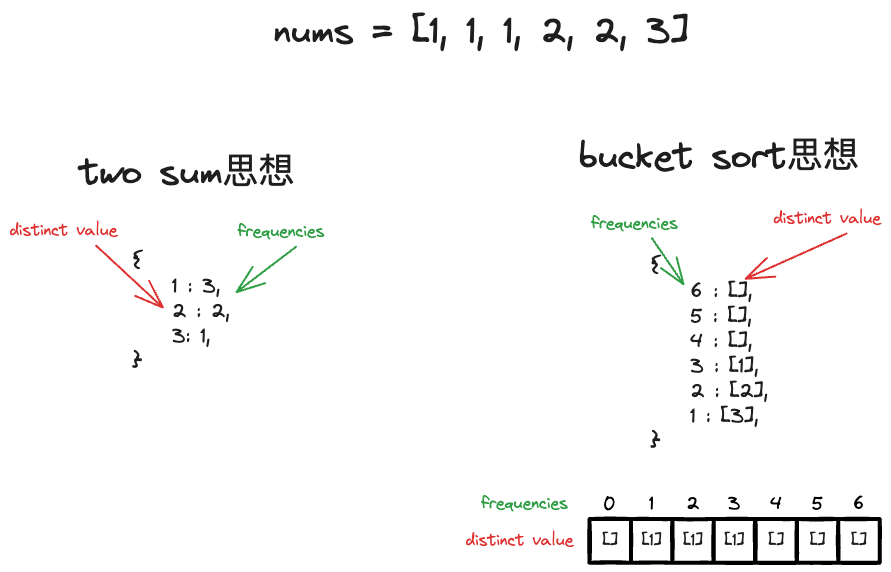 nums = [1, 1, 1, 2, 2, 3]
two sum思想
distinct value
frequencies
{
1 : 3,
2 : 2,
3: 1,
}
bucket sort思想
frequencies
distinct value
{
6 : [],
5 : [],
4 : [],
3 : [1],
2 : [2],
1 : [3],
}
frequencies 0 1 2 3 4 5 6
distinct value [] [1] [1] [1] [] [] []